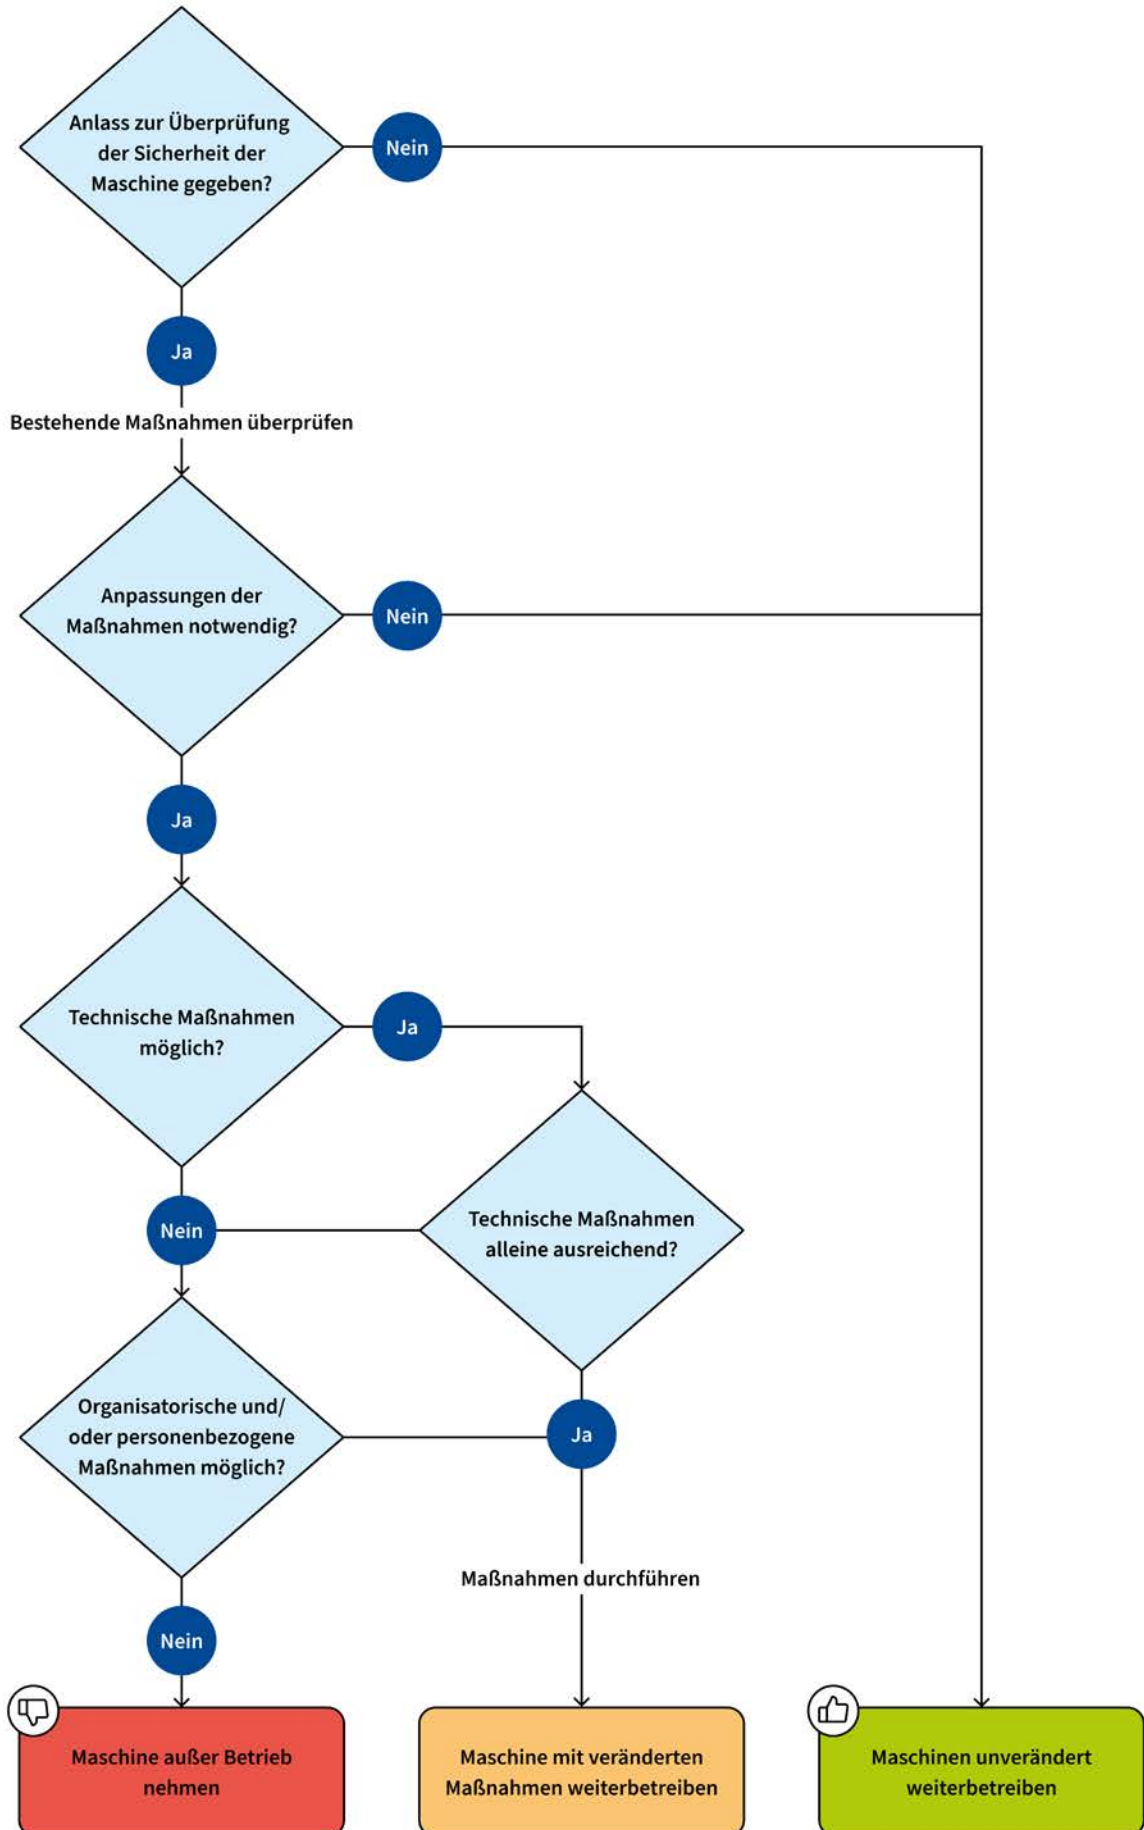 Anlass zur Überprüfung
der Sicherheit der
Maschine gegeben?
Nein
Ja
Bestehende Maßnahmen überprüfen
Anpassungen der
Maßnahmen notwendig?
Nein
Ja
Technische Maßnahmen
möglich?
Ja
Technische Maßnahmen
alleine ausreichend?
Nein
Organisatorische und/
oder personenbezogene
Maßnahmen möglich?
Ja
Maßnahmen durchführen
Nein
Maschine außer Betrieb
nehmen
Maschine mit veränderten
Maßnahmen weiterbetreiben
Maschinen unverändert
weiterbetreiben